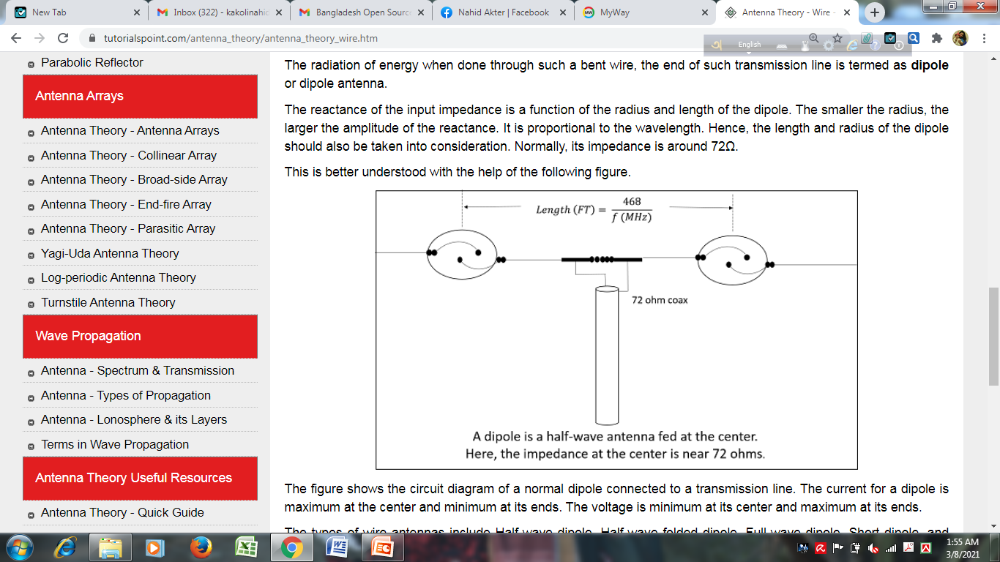 New Tab
Inbox (322) - kakolinahid
Bangladesh Open Source
Nahid Akter | Facebook
MyWay
Antenna Theory - Wire -
tutorialspoint.com/antenna_theory/antenna_theory_wire.htm
English
Parabolic Reflector
Antenna Arrays
Antenna Theory - Antenna Arrays
Antenna Theory - Collinear Array
Antenna Theory - Broad-side Array
Antenna Theory - End-fire Array
Antenna Theory - Parasitic Array
Yagi-Uda Antenna Theory
Log-periodic Antenna Theory
Turnstile Antenna Theory
Wave Propagation
Antenna - Spectrum & Transmission
Antenna - Types of Propagation
Antenna - Lonosphere & its Layers
Terms in Wave Propagation
Antenna Theory Useful Resources
Antenna Theory - Quick Guide
The radiation of energy when done through such a bent wire, the end of such transmission line is termed as dipole
or dipole antenna.
The reactance of the input impedance is a function of the radius and length of the dipole. The smaller the radius, the
larger the amplitude of the reactance. It is proportional to the wavelength. Hence, the length and radius of the dipole
should also be taken into consideration. Normally, its impedance is around 72Ω.
This is better understood with the help of the following figure.
Length (FT) = 468 / f (MHz)
72 ohm coax
A dipole is a half-wave antenna fed at the center.
Here, the impedance at the center is near 72 ohms.
The figure shows the circuit diagram of a normal dipole connected to a transmission line. The current for a dipole is
maximum at the center and minimum at its ends. The voltage is minimum at its center and maximum at its ends.
The types of wire antennas include Half wave dipole, Half wave folded dipole, Full wave dipole, Short dipole, and
1:55 AM
3/8/2021